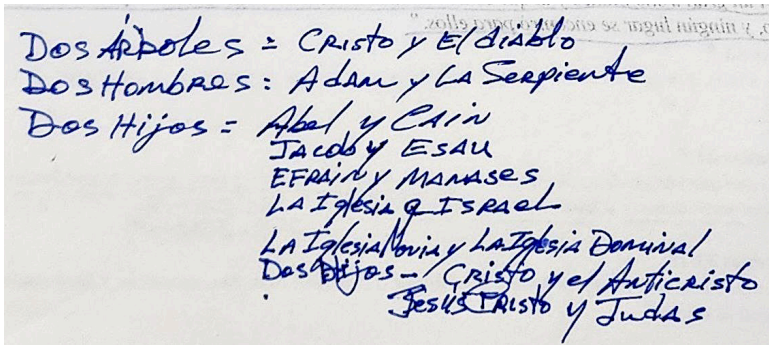 Dos Árboles = Cristo y El diablo
Dos Hombres: Adam y La Serpiente
Dos Hijos = Abel y Cain
Jacob y Esau
Efrain y Manases
La Iglesia e Israel
La Iglesia Novia y La Iglesia
Dos Hijos - Cristo y el Anticristo
Jesus Cristo y Judas